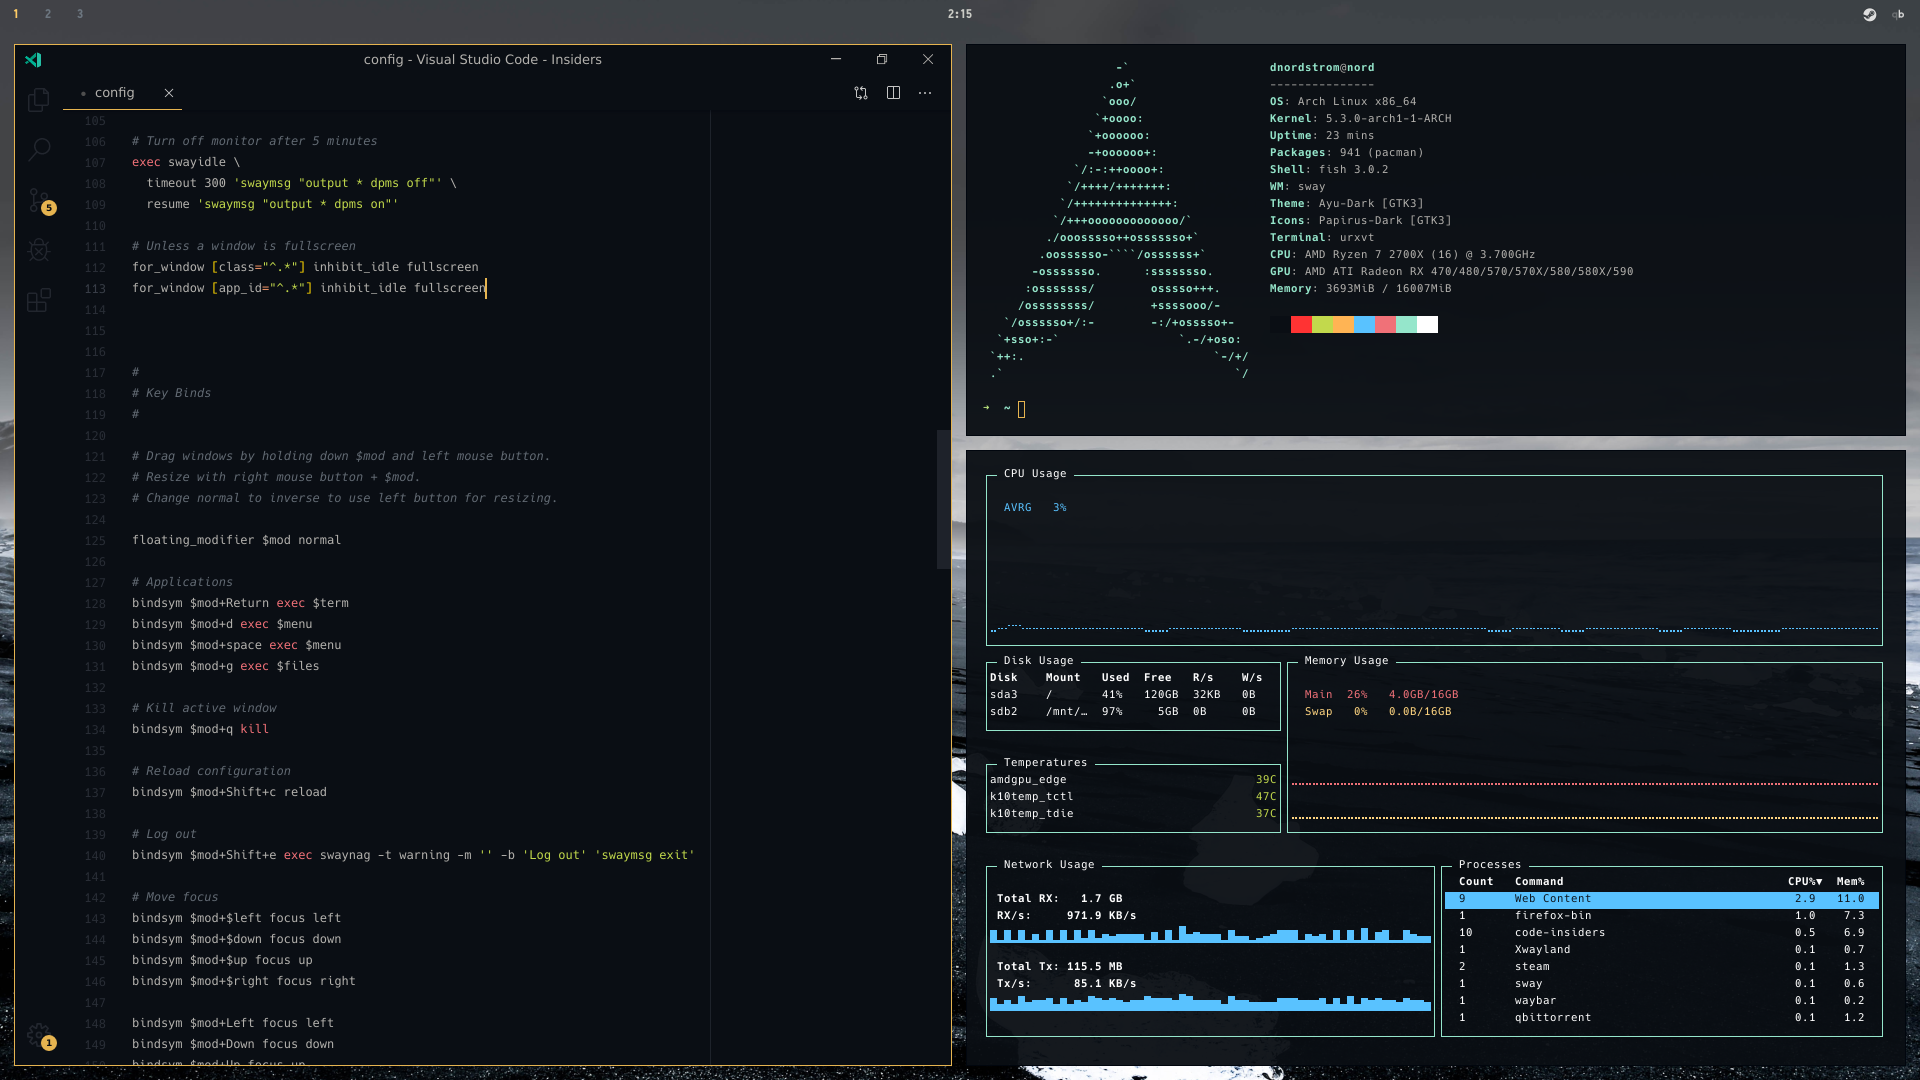 1 2 3
2:15
qb
config - Visual Studio Code - Insiders
config
105
106 # Turn off monitor after 5 minutes
107 exec swayidle \
108 timeout 300 'swaymsg "output * dpms off"' \
109 resume 'swaymsg "output * dpms on"'
110
111 # Unless a window is fullscreen
112 for_window [class="^.*"] inhibit_idle fullscreen
113 for_window [app_id="^.*"] inhibit_idle fullscreen
114
115
116
117 #
118 # Key Binds
119 #
120
121 # Drag windows by holding down $mod and left mouse button.
122 # Resize with right mouse button + $mod.
123 # Change normal to inverse to use left button for resizing.
124
125 floating_modifier $mod normal
126
127 # Applications
128 bindsym $mod+Return exec $term
129 bindsym $mod+d exec $menu
130 bindsym $mod+space exec $menu
131 bindsym $mod+g exec $files
132
133 # Kill active window
134 bindsym $mod+q kill
135
136 # Reload configuration
137 bindsym $mod+Shift+c reload
138
139 # Log out
140 bindsym $mod+Shift+e exec swaynag -t warning -m '' -b 'Log out' 'swaymsg exit'
141
142 # Move focus
143 bindsym $mod+$left focus left
144 bindsym $mod+$down focus down
145 bindsym $mod+$up focus up
146 bindsym $mod+$right focus right
147
148 bindsym $mod+Left focus left
149 bindsym $mod+Down focus down
150 bindsym $mod+Up focus up
5
1
-`
.o+`
`ooo/
`+oooo:
`+oooooo:
-+oooooo+:
`/:-:++oooo+:
`/++++/+++++++:
`/++++++++++++++:
`/+++ooooooooooooo/`
./ooosssso++osssssso+`
.oossssso-````/ossssss+`
-osssssso. :ssssssso.
:osssssss/ osssso+++.
/ossssssss/ +ssssooo/-
`/ossssso+/:- -:/+osssso+-
`+sso+:-` `.-/+oso:
`++:. `-/+/
.` `/
dnordstrom@nord
---------------
OS: Arch Linux x86_64
Kernel: 5.3.0-arch1-1-ARCH
Uptime: 23 mins
Packages: 941 (pacman)
Shell: fish 3.0.2
WM: sway
Theme: Ayu-Dark [GTK3]
Icons: Papirus-Dark [GTK3]
Terminal: urxvt
CPU: AMD Ryzen 7 2700X (16) @ 3.700GHz
GPU: AMD ATI Radeon RX 470/480/570/570X/580/580X/590
Memory: 3693MiB / 16007MiB
→ ~
CPU Usage
AVRG 3%
Disk Usage
Disk Mount Used Free R/s W/s
sda3 / 41% 120GB 32KB 0B
sdb2 /mnt/… 97% 5GB 0B 0B
Memory Usage
Main 26% 4.0GB/16GB
Swap 0% 0.0B/16GB
Temperatures
amdgpu_edge 39C
k10temp_tctl 47C
k10temp_tdie 37C
Network Usage
Total RX: 1.7 GB
RX/s: 971.9 KB/s
Total Tx: 115.5 MB
Tx/s: 85.1 KB/s
Processes
Count Command CPU%▼ Mem%
9 Web Content 2.9 11.0
1 firefox-bin 1.0 7.3
10 code-insiders 0.5 6.9
1 Xwayland 0.1 0.7
2 steam 0.1 1.3
1 sway 0.1 0.6
1 waybar 0.1 0.2
1 qbittorrent 0.1 1.2